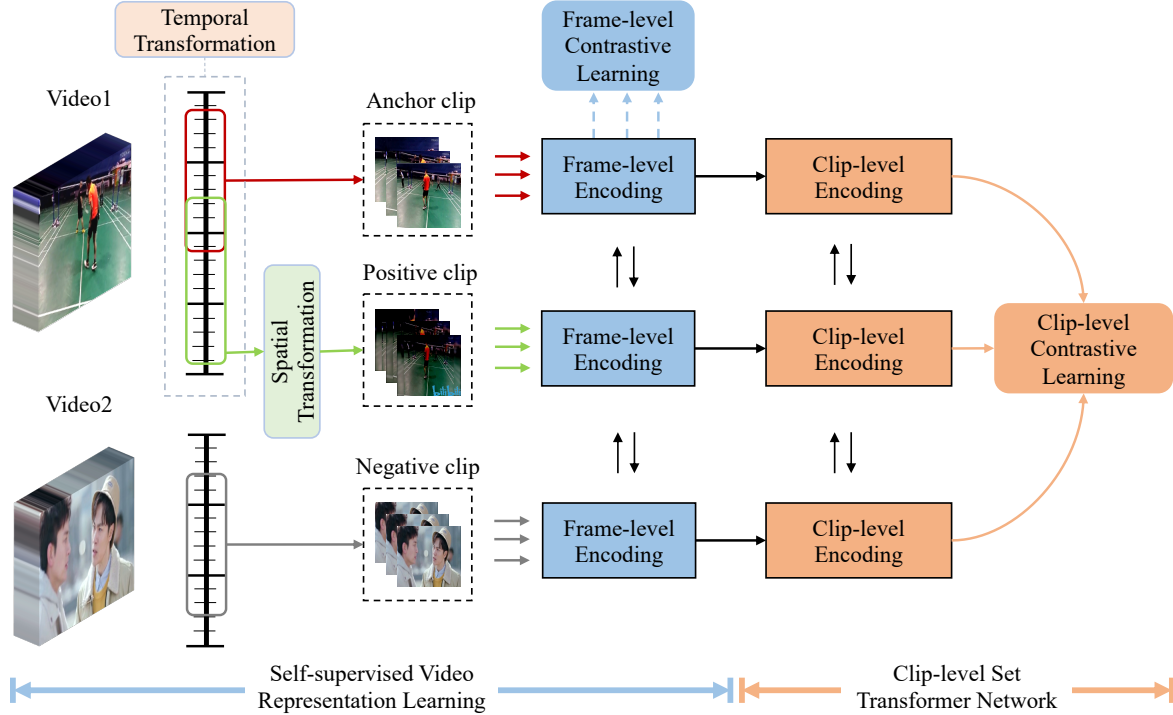 Temporal
Transformation
Frame-level
Contrastive
Learning
Video1
Anchor clip
Frame-level
Encoding
Clip-level
Encoding
Positive clip
Spatial
Transformation
Frame-level
Encoding
Clip-level
Encoding
Clip-level
Contrastive
Learning
Video2
Negative clip
Frame-level
Encoding
Clip-level
Encoding
Self-supervised Video
Representation Learning
Clip-level Set
Transformer Network